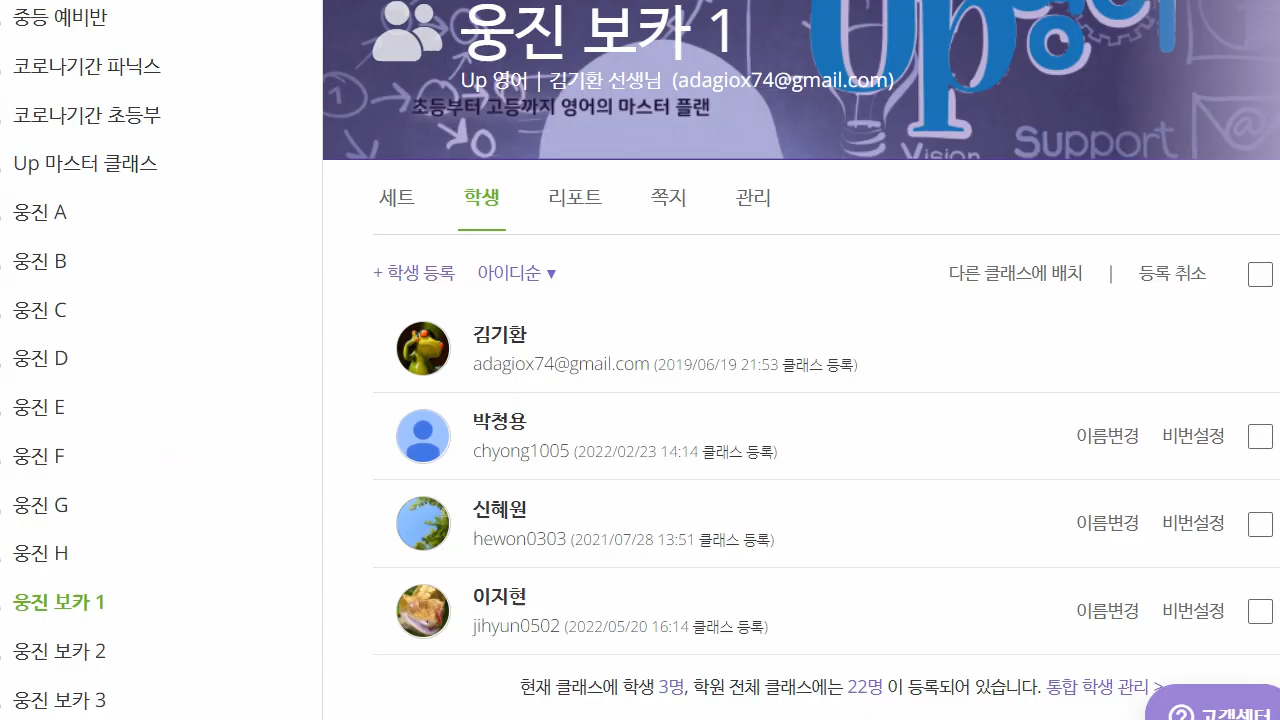 중등 예비반
코로나기간 파닉스
코로나기간 초등부
Up 마스터 클래스
웅진 A
웅진 B
웅진 C
웅진 D
웅진 E
웅진 F
웅진 G
웅진 H
웅진 보카 1
웅진 보카 2
웅진 보카 3
웅진 보카 1
Up 영어 | 김기환 선생님 (adagiox74@gmail.com)
초등부터 고등까지 영어의 마스터 플랜
Up
Vision
Support
세트 학생 리포트 쪽지 관리
+ 학생 등록 아이디순 ▼ 다른 클래스에 배치 | 등록 취소
김기환
adagiox74@gmail.com (2019/06/19 21:53 클래스 등록)
박청용
chyong1005 (2022/02/23 14:14 클래스 등록) 이름변경 비번설정
신혜원
hewon0303 (2021/07/28 13:51 클래스 등록) 이름변경 비번설정
이지현
jihyun0502 (2022/05/20 16:14 클래스 등록) 이름변경 비번설정
현재 클래스에 학생 3명, 학원 전체 클래스에는 22명 이 등록되어 있습니다. 통합 학생 관리 >
고객센터